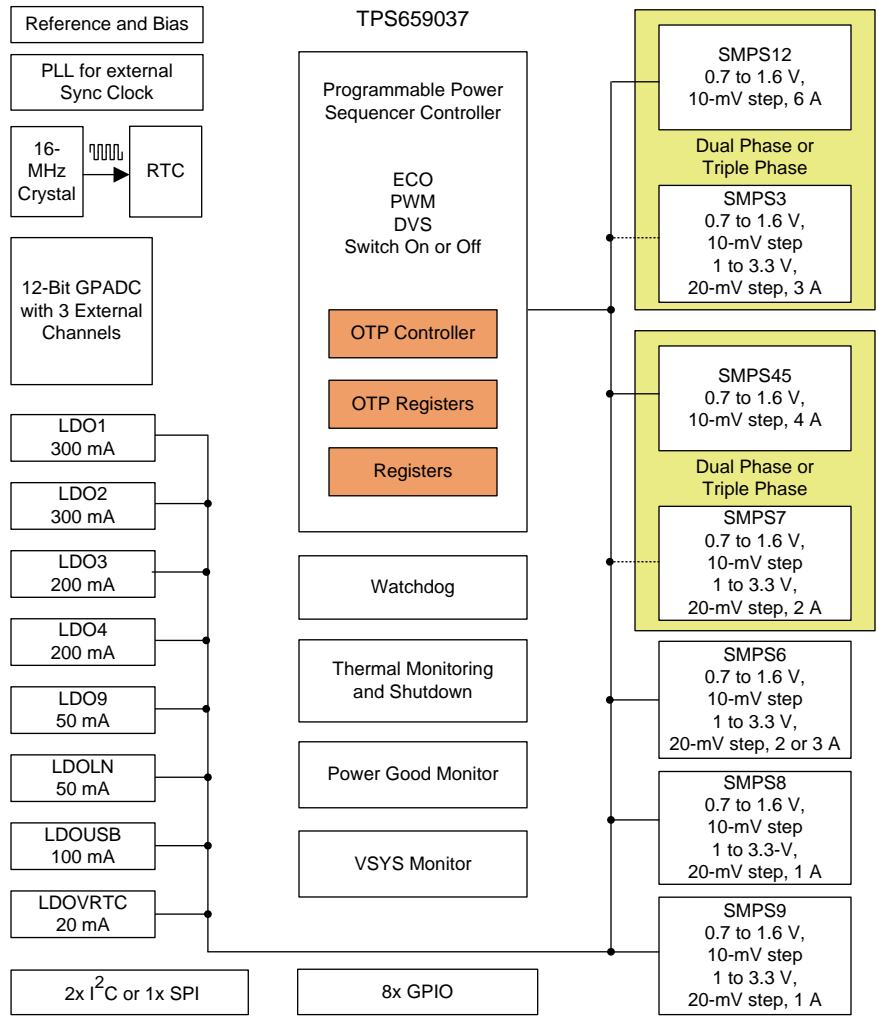 Reference and Bias
PLL for external
Sync Clock
16-
MHz
Crystal
RTC
12-Bit GPADC
with 3 External
Channels
LDO1
300 mA
LDO2
300 mA
LDO3
200 mA
LDO4
200 mA
LDO9
50 mA
LDOLN
50 mA
LDOUSB
100 mA
LDOVRTC
20 mA
2x I²C or 1x SPI
TPS659037
Programmable Power
Sequencer Controller
ECO
PWM
DVS
Switch On or Off
OTP Controller
OTP Registers
Registers
Watchdog
Thermal Monitoring
and Shutdown
Power Good Monitor
VSYS Monitor
8x GPIO
SMPS12
0.7 to 1.6 V,
10-mV step, 6 A
Dual Phase or
Triple Phase
SMPS3
0.7 to 1.6 V,
10-mV step
1 to 3.3 V,
20-mV step, 3 A
SMPS45
0.7 to 1.6 V,
10-mV step, 4 A
Dual Phase or
Triple Phase
SMPS7
0.7 to 1.6 V,
10-mV step
1 to 3.3 V,
20-mV step, 2 A
SMPS6
0.7 to 1.6 V,
10-mV step
1 to 3.3 V,
20-mV step, 2 or 3 A
SMPS8
0.7 to 1.6 V,
10-mV step
1 to 3.3-V,
20-mV step, 1 A
SMPS9
0.7 to 1.6 V,
10-mV step
1 to 3.3 V,
20-mV step, 1 A